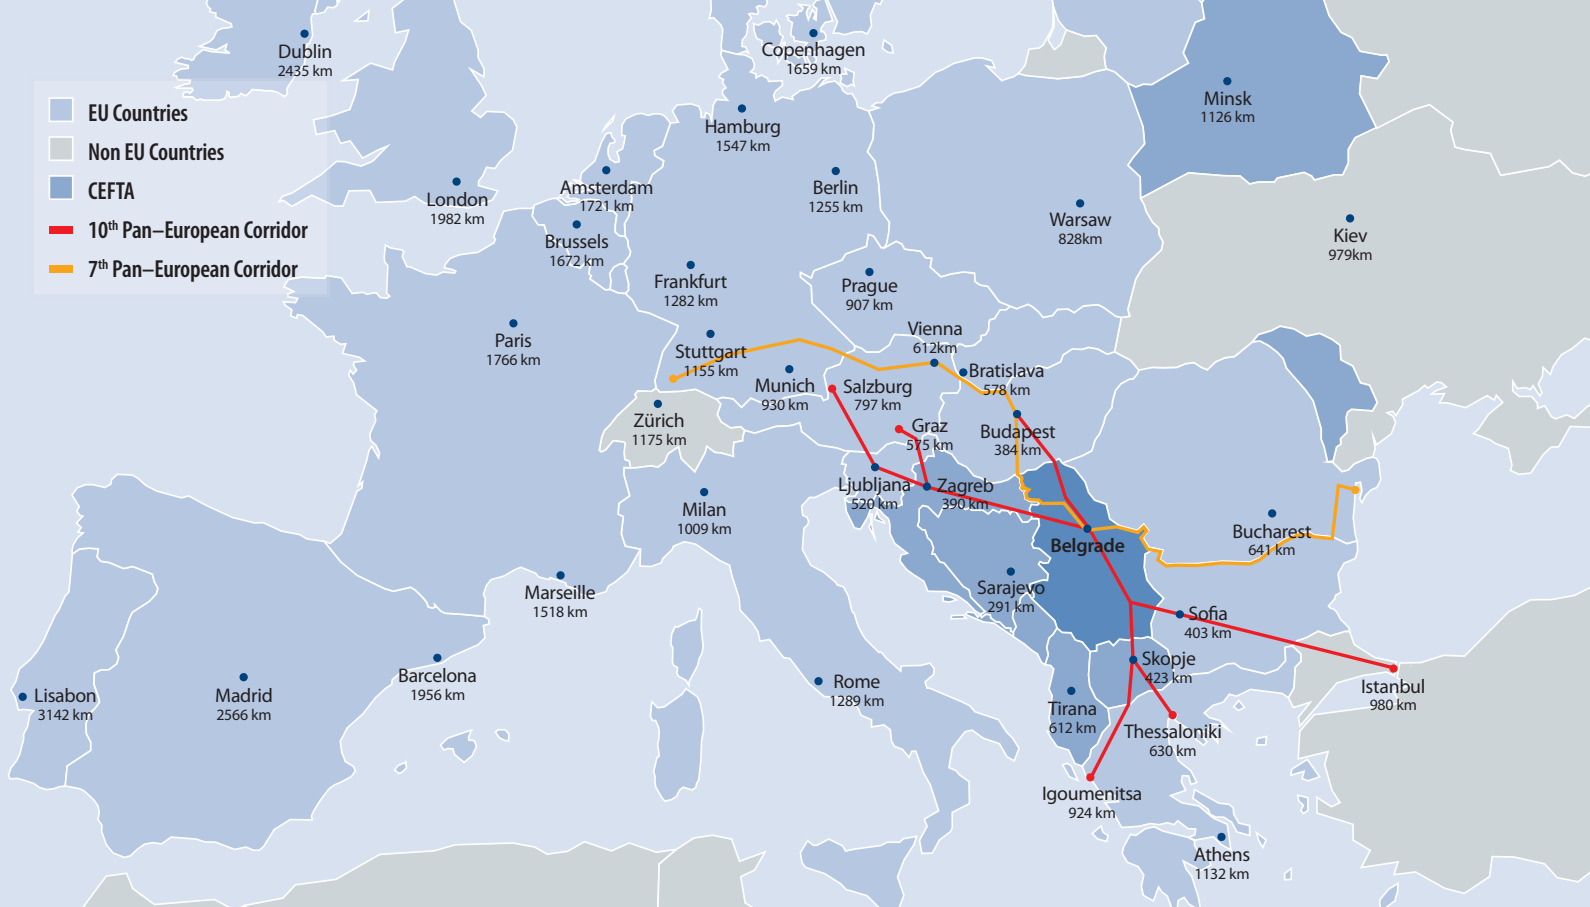 Dublin
2435 km
EU Countries
Non EU Countries
CEFTA
10th Pan–European Corridor
7th Pan–European Corridor
Copenhagen
1659 km
Minsk
1126 km
Hamburg
1547 km
London
1982 km
Amsterdam
1721 km
Berlin
1255 km
Warsaw
828km
Kiev
979km
Brussels
1672 km
Frankfurt
1282 km
Prague
907 km
Paris
1766 km
Stuttgart
1155 km
Vienna
612km
Munich
930 km
Salzburg
797 km
Bratislava
578 km
Zürich
1175 km
Graz
575 km
Budapest
384 km
Milan
1009 km
Ljubljana
520 km
Zagreb
390 km
Belgrade
Bucharest
641 km
Marseille
1518 km
Sarajevo
291 km
Sofia
403 km
Lisabon
3142 km
Madrid
2566 km
Barcelona
1956 km
Rome
1289 km
Skopje
423 km
Tirana
612 km
Thessaloniki
630 km
Istanbul
980 km
Igoumenitsa
924 km
Athens
1132 km